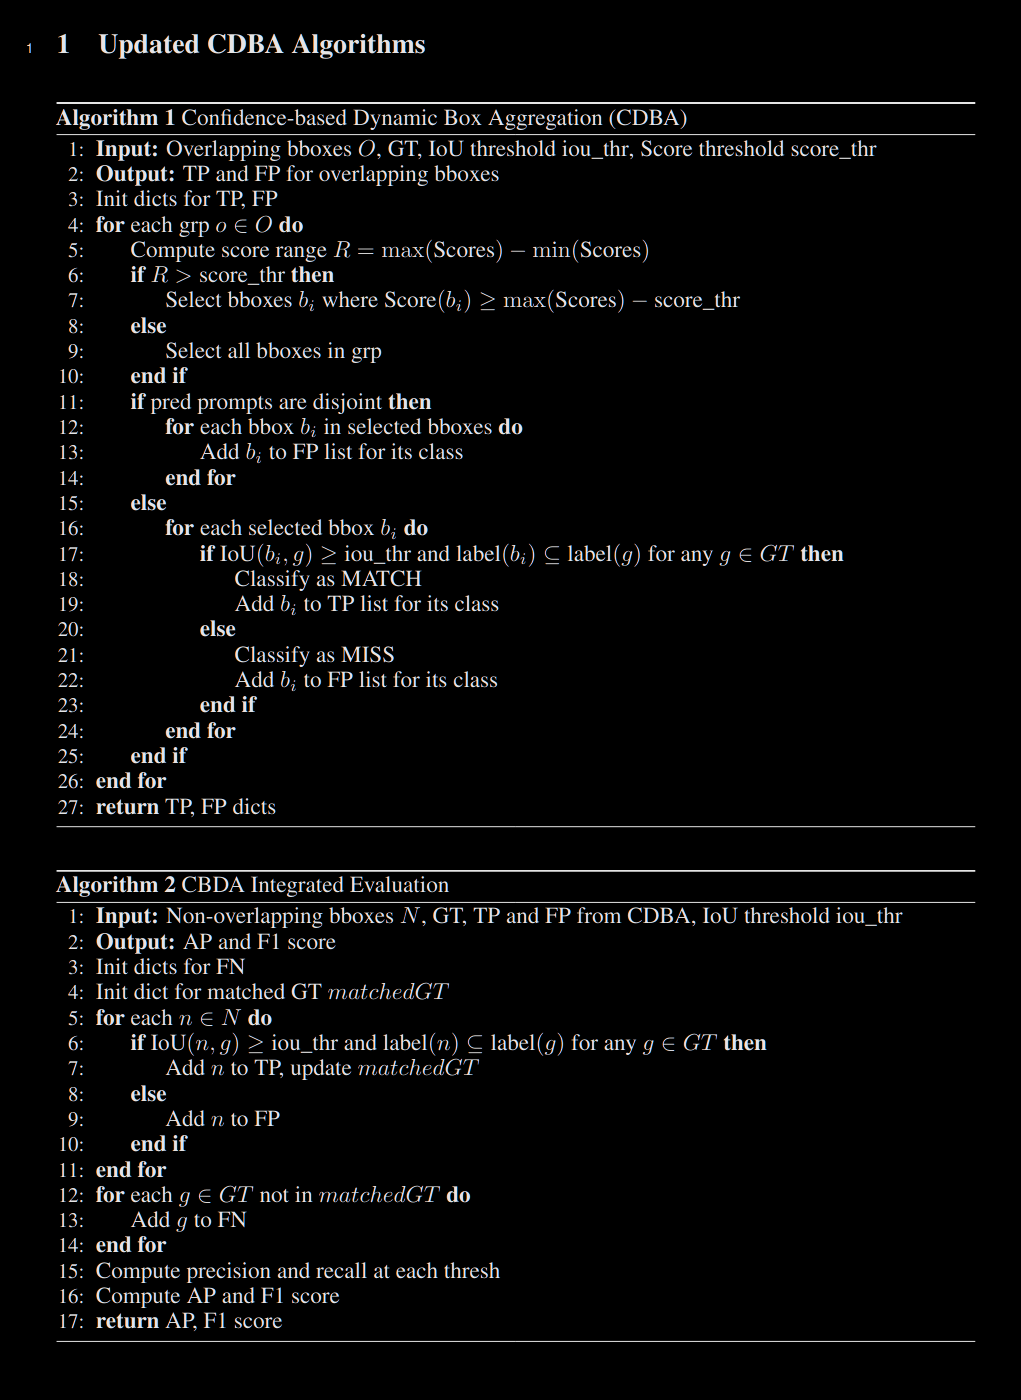 1 1 Updated CDBA Algorithms
Algorithm 1 Confidence-based Dynamic Box Aggregation (CDBA)
1: Input: Overlapping bboxes O, GT, IoU threshold iou_thr, Score threshold score_thr
2: Output: TP and FP for overlapping bboxes
3: Init dicts for TP, FP
4: for each grp o ∈ O do
5: Compute score range R = max(Scores) − min(Scores)
6: if R > score_thr then
7: Select bboxes b_i where Score(b_i) ≥ max(Scores) − score_thr
8: else
9: Select all bboxes in grp
10: end if
11: if pred prompts are disjoint then
12: for each bbox b_i in selected bboxes do
13: Add b_i to FP list for its class
14: end for
15: else
16: for each selected bbox b_i do
17: if IoU(b_i, g) ≥ iou_thr and label(b_i) ⊆ label(g) for any g ∈ GT then
18: Classify as MATCH
19: Add b_i to TP list for its class
20: else
21: Classify as MISS
22: Add b_i to FP list for its class
23: end if
24: end for
25: end if
26: end for
27: return TP, FP dicts
Algorithm 2 CBDA Integrated Evaluation
1: Input: Non-overlapping bboxes N, GT, TP and FP from CDBA, IoU threshold iou_thr
2: Output: AP and F1 score
3: Init dicts for FN
4: Init dict for matched GT matchedGT
5: for each n ∈ N do
6: if IoU(n, g) ≥ iou_thr and label(n) ⊆ label(g) for any g ∈ GT then
7: Add n to TP, update matchedGT
8: else
9: Add n to FP
10: end if
11: end for
12: for each g ∈ GT not in matchedGT do
13: Add g to FN
14: end for
15: Compute precision and recall at each thresh
16: Compute AP and F1 score
17: return AP, F1 score